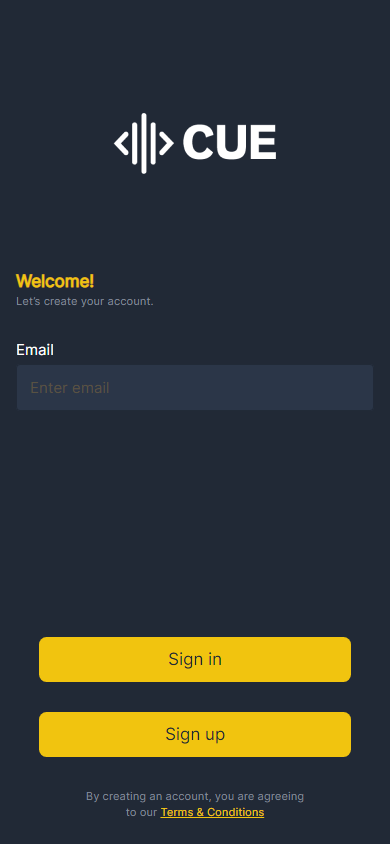 CUE
Welcome!
Let's create your account.
Email
Enter email
Sign in
Sign up
By creating an account, you are agreeing
to our Terms & Conditions